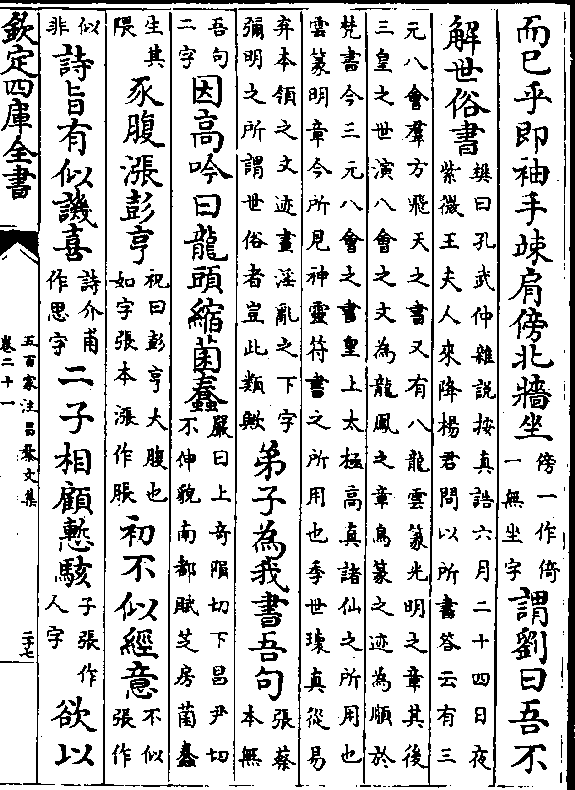 而已乎即袖手竦肩傍北牆坐傍一作倚一無坐字謂劉曰吾不
解世俗書樊曰孔武仲雜說按真誥六月二十四日夜紫微王夫人來降楊君問以所書答云有三
元八會羣方飛天之書又有八龍雲篆光明之章其後三皇之世演八會之文為龍鳳之章鳥篆之迹為順於
梵書今三元八會之書皇上太極高真諸仙之所用也雲篆明章今所見神靈符書之所用也季世壞真從易
弃本領之文迹畫淫亂之下字彌明之所謂世俗者豈此類歟弟子為我書吾句張蔡本無
吾句二字因高吟曰龍頭縮菌蠢嚴曰上竒隕切下昌尹切不伸貌南都賦芝房菌蠢
生其隈豕腹漲彭亨祝曰彭亨大腹也如字張本漲作脹初不似經意不似張作
似非詩旨有似譏喜詩介甫作思字二子相顧慙駭子張作人字欲以
欽定四庫全書
五百家注昌黎文集
卷二十一
二十七